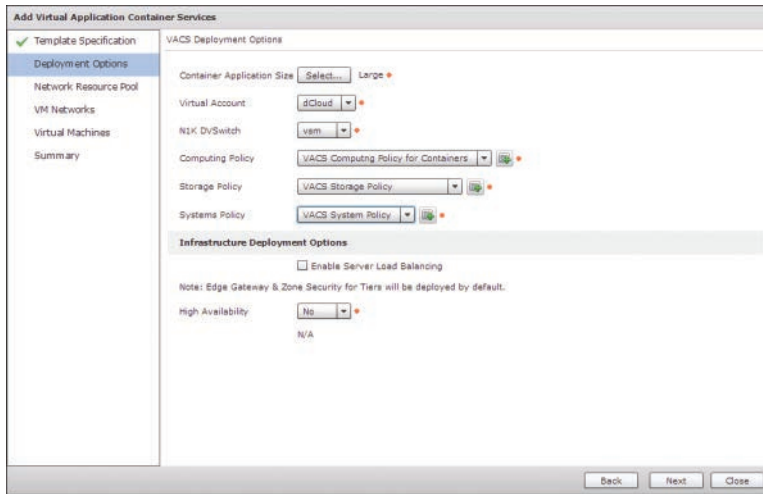 Add Virtual Application Container Services
Template Specification
Deployment Options
Network Resource Pool
VM Networks
Virtual Machines
Summary
VACS Deployment Options
Container Application Size Select... Large
Virtual Account dCloud
N1K DVSwitch vsm
Computing Policy VACS Computng Policy for Containers
Storage Policy VACS Storage Policy
Systems Policy VACS System Policy
Infrastructure Deployment Options
Enable Server Load Balancing
Note: Edge Gateway & Zone Security for Tiers will be deployed by default.
High Availability No
N/A
Back Next Close